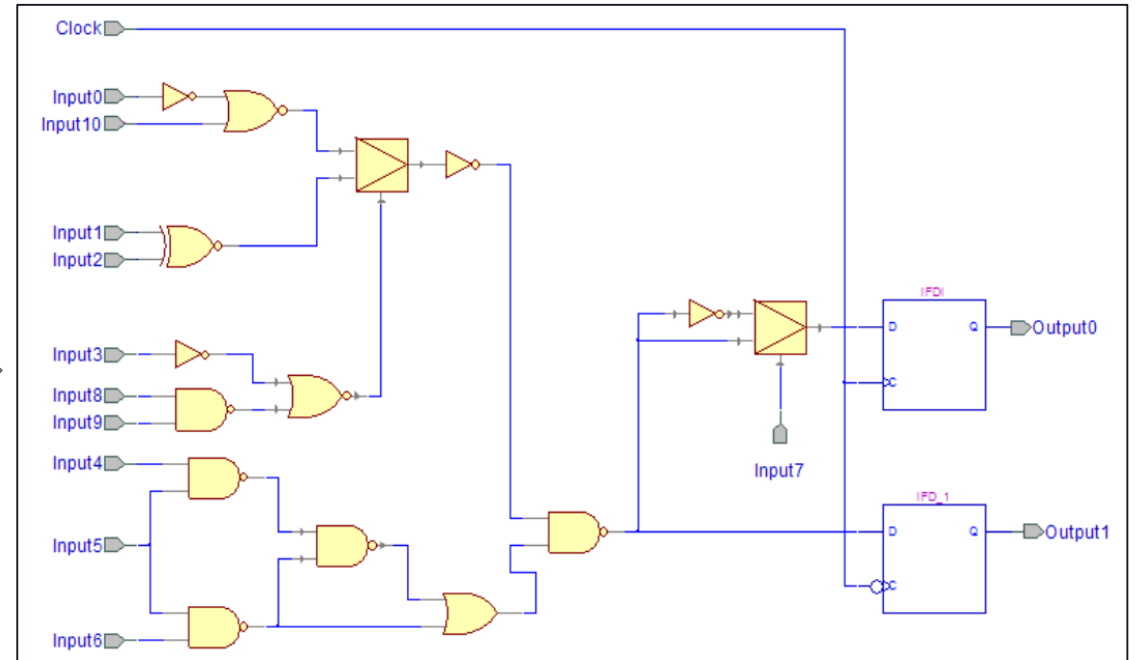 Clock
Input0
Input10
Input1
Input2
Input3
Input8
Input9
Input4
Input5
Input6
Input7
IFDI
D
Q
C
Output0
IFD_1
D
Q
C
Output1